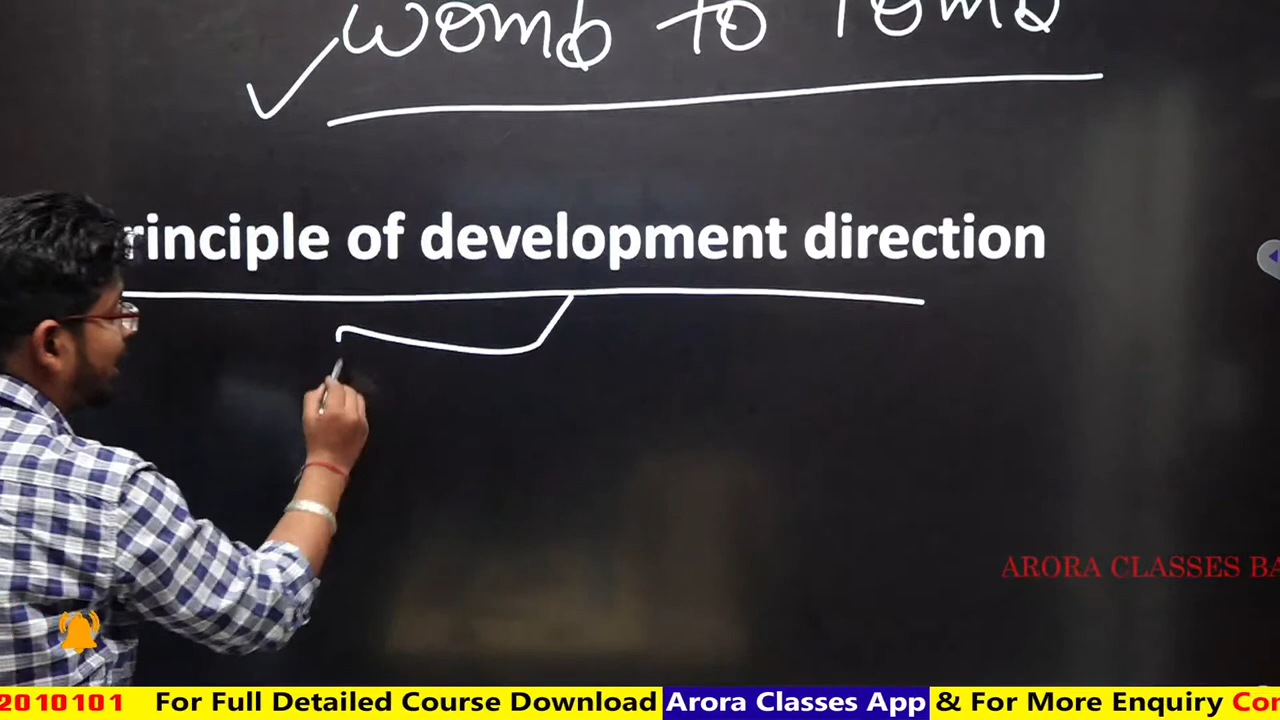 womb to Tomb
rinciple of development direction
ARORA CLASSES BA
2010101 For Full Detailed Course Download Arora Classes App & For More Enquiry Con